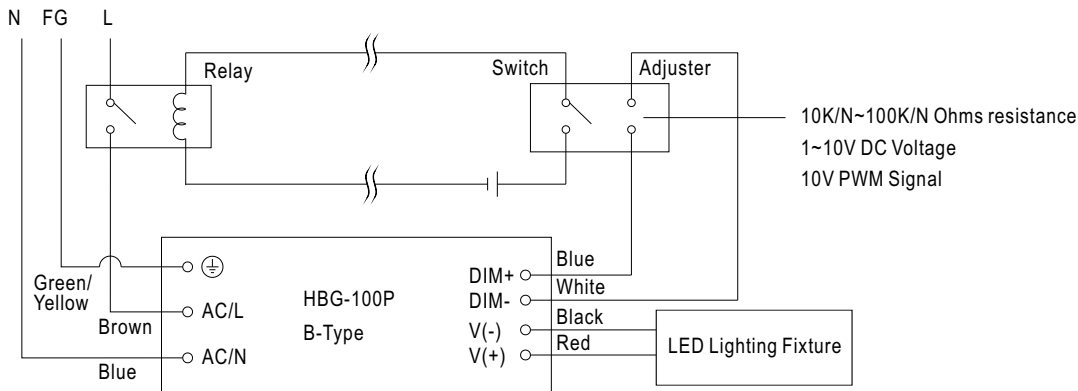 N FG L
Relay
Switch
Adjuster
10K/N~100K/N Ohms resistance
1~10V DC Voltage
10V PWM Signal
Green/
Yellow
Brown
Blue
AC/L
AC/N
HBG-100P
B-Type
DIM+
DIM-
V(-)
V(+)
Blue
White
Black
Red
LED Lighting Fixture